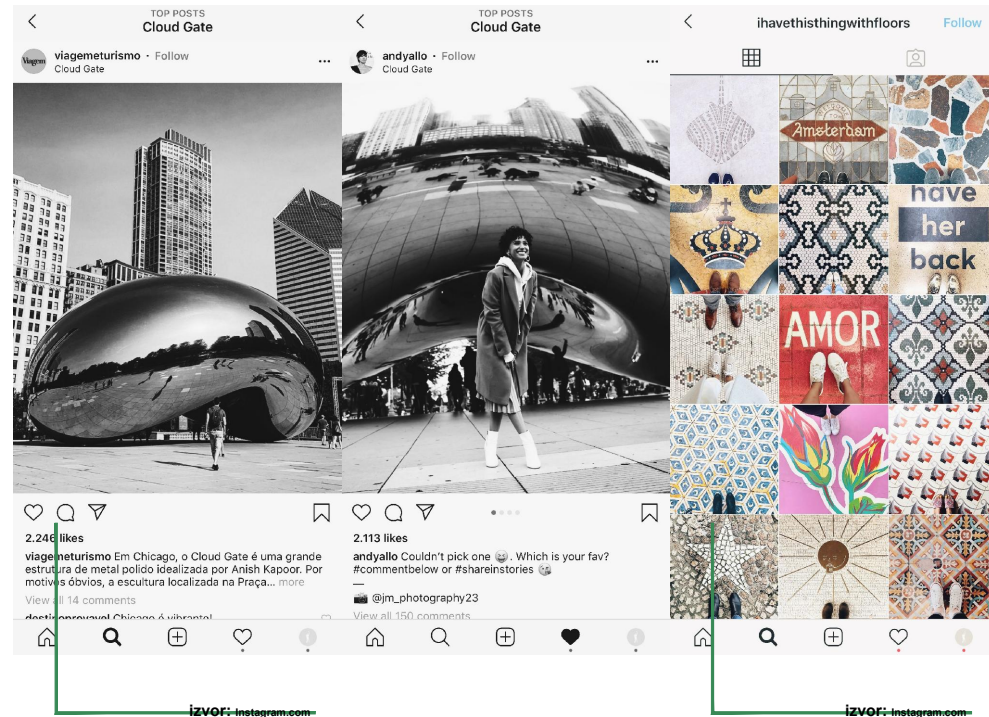 TOP POSTS
Cloud Gate
Viagem
viagemeturismo · Follow
Cloud Gate
2.246 likes
viagemeturismo Em Chicago, o Cloud Gate é uma grande
estrutura de metal polido idealizada por Anish Kapoor. Por
motivos óbvios, a escultura localizada na Praça... more
View all 14 comments
destinoprovavel Chicago é vibrante!
TOP POSTS
Cloud Gate
andyallo · Follow
Cloud Gate
2.113 likes
andyallo Couldn't pick one 😄. Which is your fav?
#commentbelow or #shareinstories 😘
—
📸 @jm_photography23
View all 150 comments
ihavethisthingwithfloors
Follow
Amsterdam
have
her
back
AMOR
izvor: Instagram.com
izvor: Instagram.com